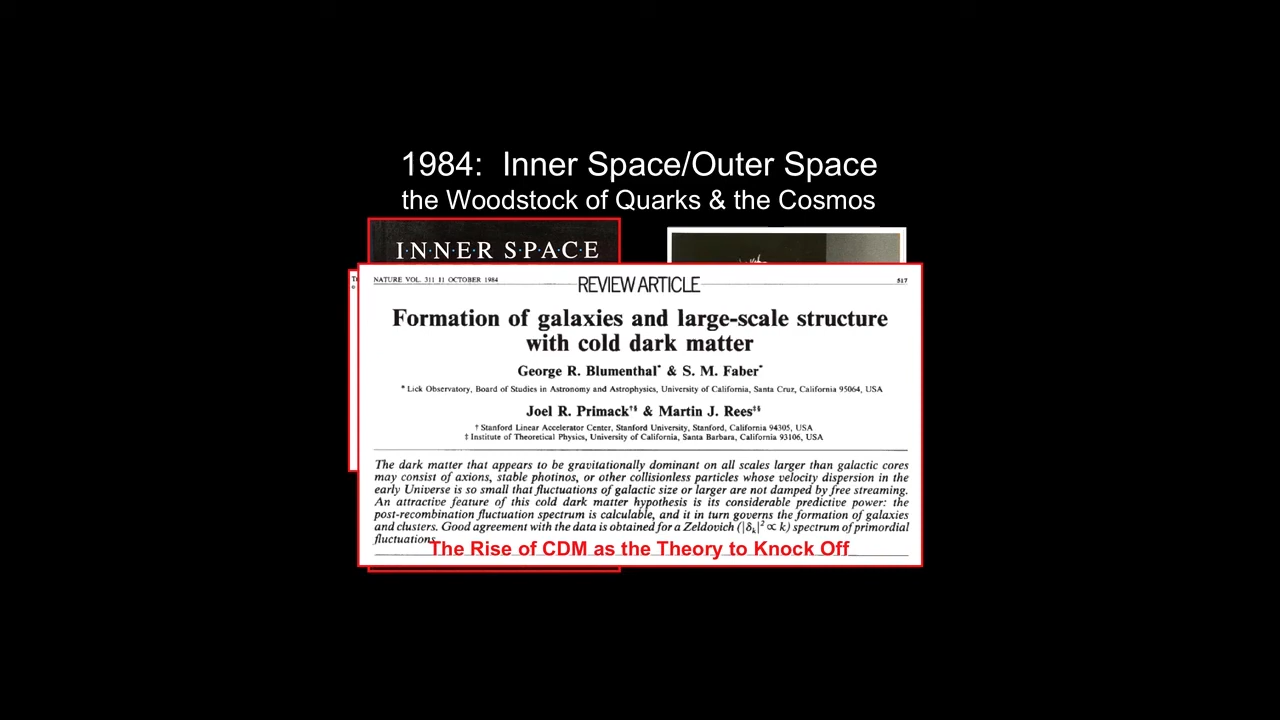 1984: Inner Space/Outer Space
the Woodstock of Quarks & the Cosmos
I·N·N·E·R S·P·A·C·E
NATURE VOL. 311 11 OCTOBER 1984
REVIEW ARTICLE
517
Formation of galaxies and large-scale structure
with cold dark matter
George R. Blumenthal* & S. M. Faber*
* Lick Observatory, Board of Studies in Astronomy and Astrophysics, University of California, Santa Cruz, California 95064, USA
Joel R. Primack†§ & Martin J. Rees‡§
† Stanford Linear Accelerator Center, Stanford University, Stanford, California 94305, USA
‡ Institute of Theoretical Physics, University of California, Santa Barbara, California 93106, USA
The dark matter that appears to be gravitationally dominant on all scales larger than galactic cores
may consist of axions, stable photinos, or other collisionless particles whose velocity dispersion in the
early Universe is so small that fluctuations of galactic size or larger are not damped by free streaming.
An attractive feature of this cold dark matter hypothesis is its considerable predictive power: the
post-recombination fluctuation spectrum is calculable, and it in turn governs the formation of galaxies
and clusters. Good agreement with the data is obtained for a Zeldovich (|δₖ|² ∝ k) spectrum of primordial
fluctuations
The Rise of CDM as the Theory to Knock Off